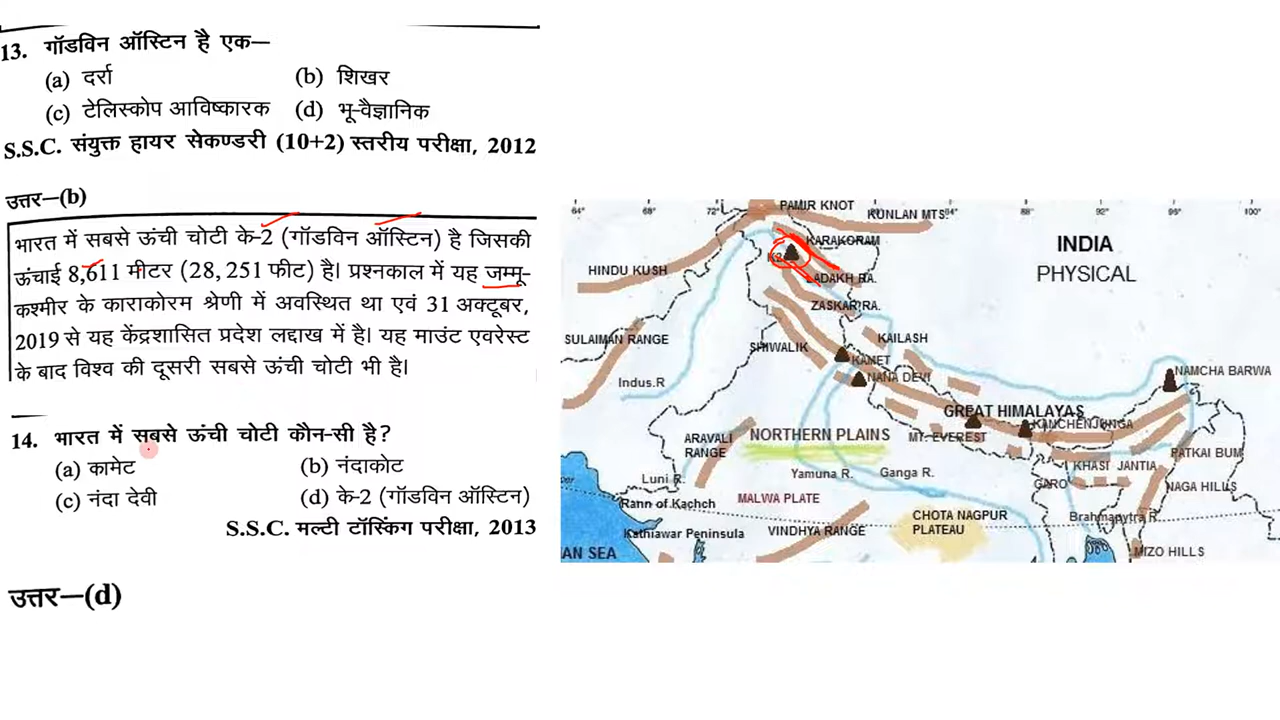 13. गॉडविन ऑस्टिन है एक—
(a) दर्रा (b) शिखर
(c) टेलिस्कोप आविष्कारक (d) भू-वैज्ञानिक
S.S.C. संयुक्त हायर सेकण्डरी (10+2) स्तरीय परीक्षा, 2012
उत्तर—(b)
भारत में सबसे ऊंची चोटी के-2 (गॉडविन ऑस्टिन) है जिसकी
ऊंचाई 8,611 मीटर (28, 251 फीट) है। प्रश्नकाल में यह जम्मू-
कश्मीर के काराकोरम श्रेणी में अवस्थित था एवं 31 अक्टूबर,
2019 से यह केंद्रशासित प्रदेश लद्दाख में है। यह माउंट एवरेस्ट
के बाद विश्व की दूसरी सबसे ऊंची चोटी भी है।
14. भारत में सबसे ऊंची चोटी कौन-सी है?
(a) कामेट (b) नंदाकोट
(c) नंदा देवी (d) के-2 (गॉडविन ऑस्टिन)
S.S.C. मल्टी टॉस्किंग परीक्षा, 2013
उत्तर—(d)
64° 68° 72° 84° 88° 92° 96° 100°
PAMIR KNOT
KUNLAN MTS.
KARAKORAM
INDIA
PHYSICAL
K2
HINDU KUSH
LADAKH RA.
ZASKAR RA.
SULAIMAN RANGE
SHIWALIK
KAILASH
KAMET
NANA DEVI
NAMCHA BARWA
Indus.R
GREAT HIMALAYAS
KANCHENJUNGA
ARAVALI
RANGE
NORTHERN PLAINS
MT. EVEREST
PATKAI BUM
Luni R.
Yamuna R.
Ganga R.
KHASI JANTIA
GARO
NAGA HILLS
Rann of Kachch
MALWA PLATE
CHOTA NAGPUR
PLATEAU
Brahmaputra R.
Kathiawar Peninsula
VINDHYA RANGE
AN SEA
MIZO HILLS